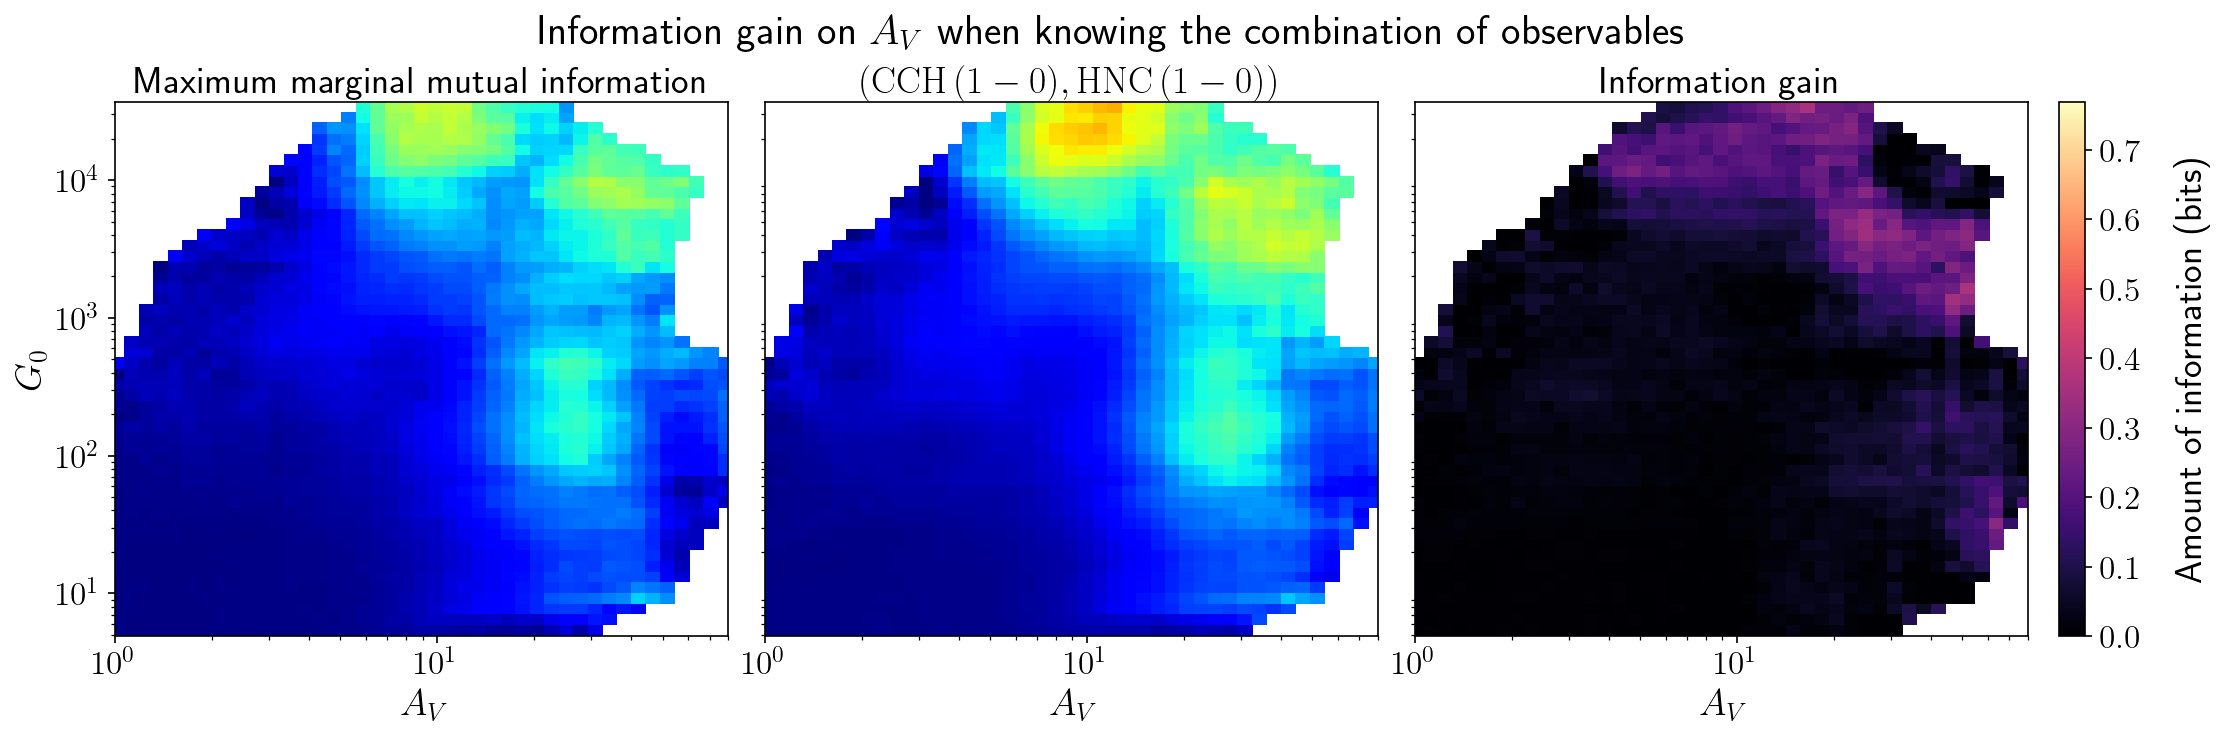 Information gain on A_V when knowing the combination of observables
Maximum marginal mutual information
(CCH (1 − 0), HNC (1 − 0))
Information gain
G_0
10^4
10^3
10^2
10^1
10^0
10^1
A_V
10^0
10^1
A_V
10^0
10^1
A_V
0.7
0.6
0.5
0.4
0.3
0.2
0.1
0.0
Amount of information (bits)